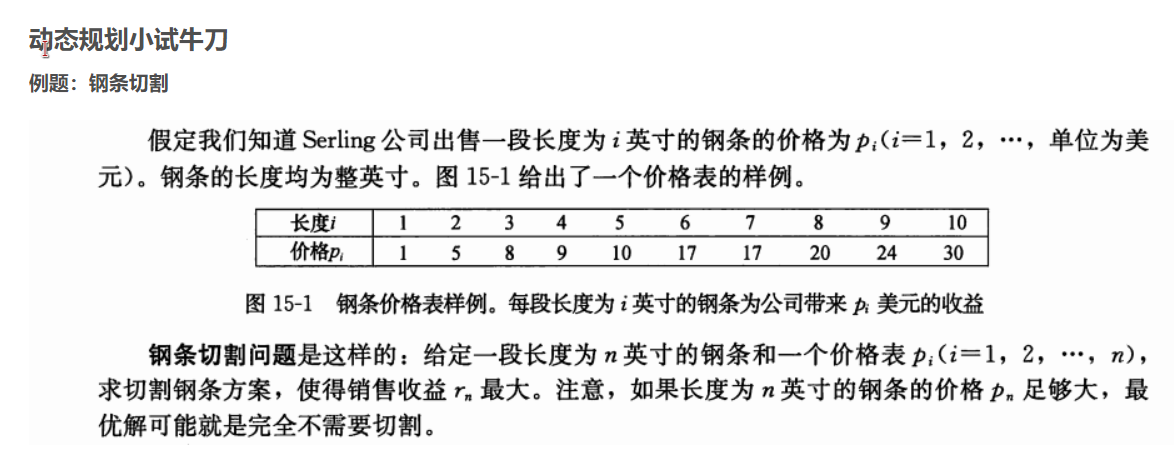 动态规划小试牛刀
例题：钢条切割
假定我们知道 Serling 公司出售一段长度为 i 英寸的钢条的价格为 pᵢ(i=1，2，…，单位为美
元)。钢条的长度均为整英寸。图 15-1 给出了一个价格表的样例。
长度i 1 2 3 4 5 6 7 8 9 10
价格pᵢ 1 5 8 9 10 17 17 20 24 30
图 15-1 钢条价格表样例。每段长度为 i 英寸的钢条为公司带来 pᵢ 美元的收益
钢条切割问题是这样的：给定一段长度为 n 英寸的钢条和一个价格表 pᵢ(i=1，2，…，n)，
求切割钢条方案，使得销售收益 rₙ 最大。注意，如果长度为 n 英寸的钢条的价格 pₙ 足够大，最
优解可能就是完全不需要切割。